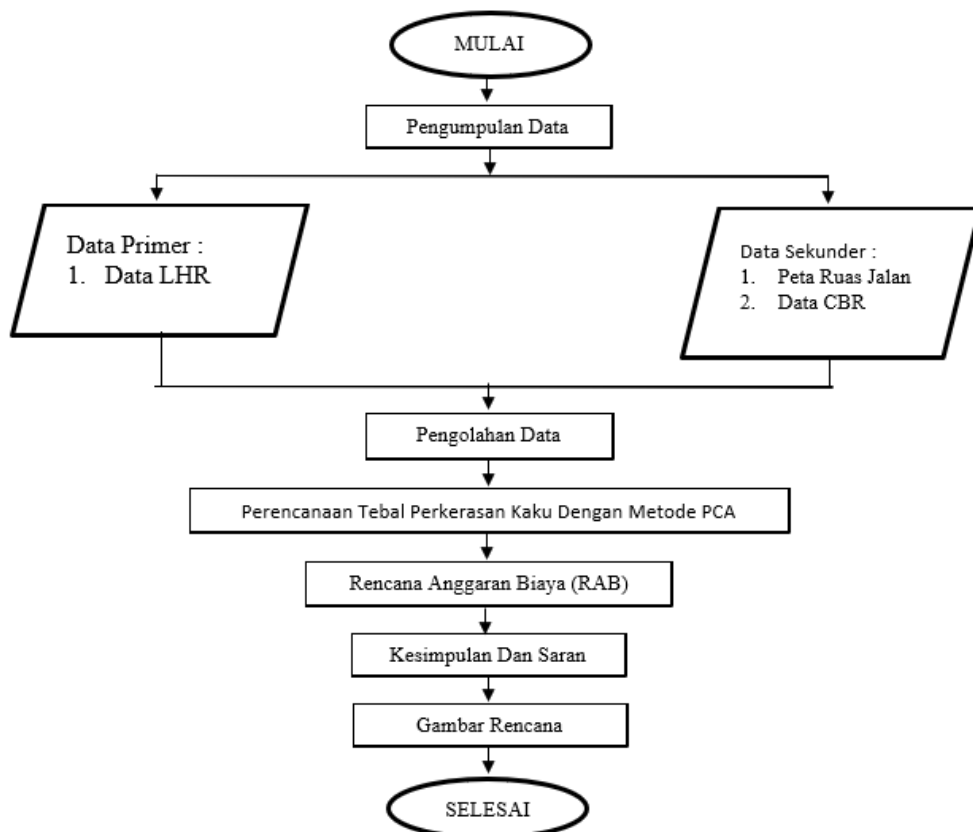 MULAI
Pengumpulan Data
Data Primer :
1. Data LHR
Data Sekunder :
1. Peta Ruas Jalan
2. Data CBR
Pengolahan Data
Perencanaan Tebal Perkerasan Kaku Dengan Metode PCA
Rencana Anggaran Biaya (RAB)
Kesimpulan Dan Saran
Gambar Rencana
SELESAI